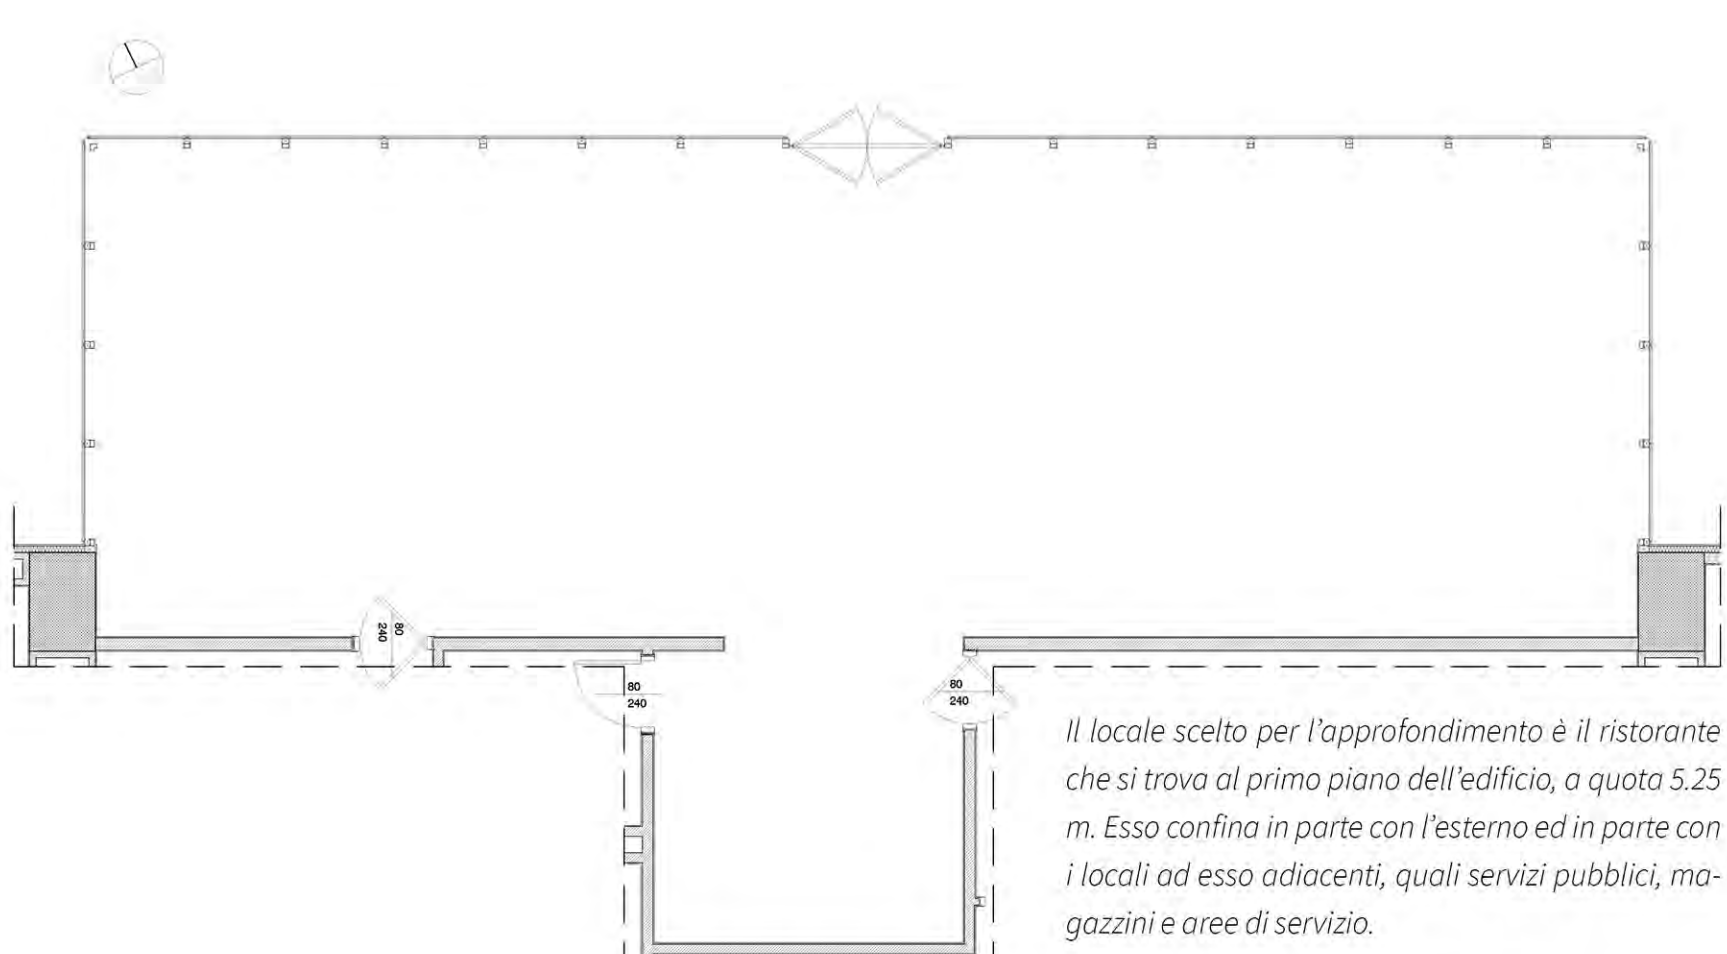 80
240
80
240
80
240
Il locale scelto per l’approfondimento è il ristorante
che si trova al primo piano dell’edificio, a quota 5.25
m. Esso confina in parte con l’esterno ed in parte con
i locali ad esso adiacenti, quali servizi pubblici, ma-
gazzini e aree di servizio.